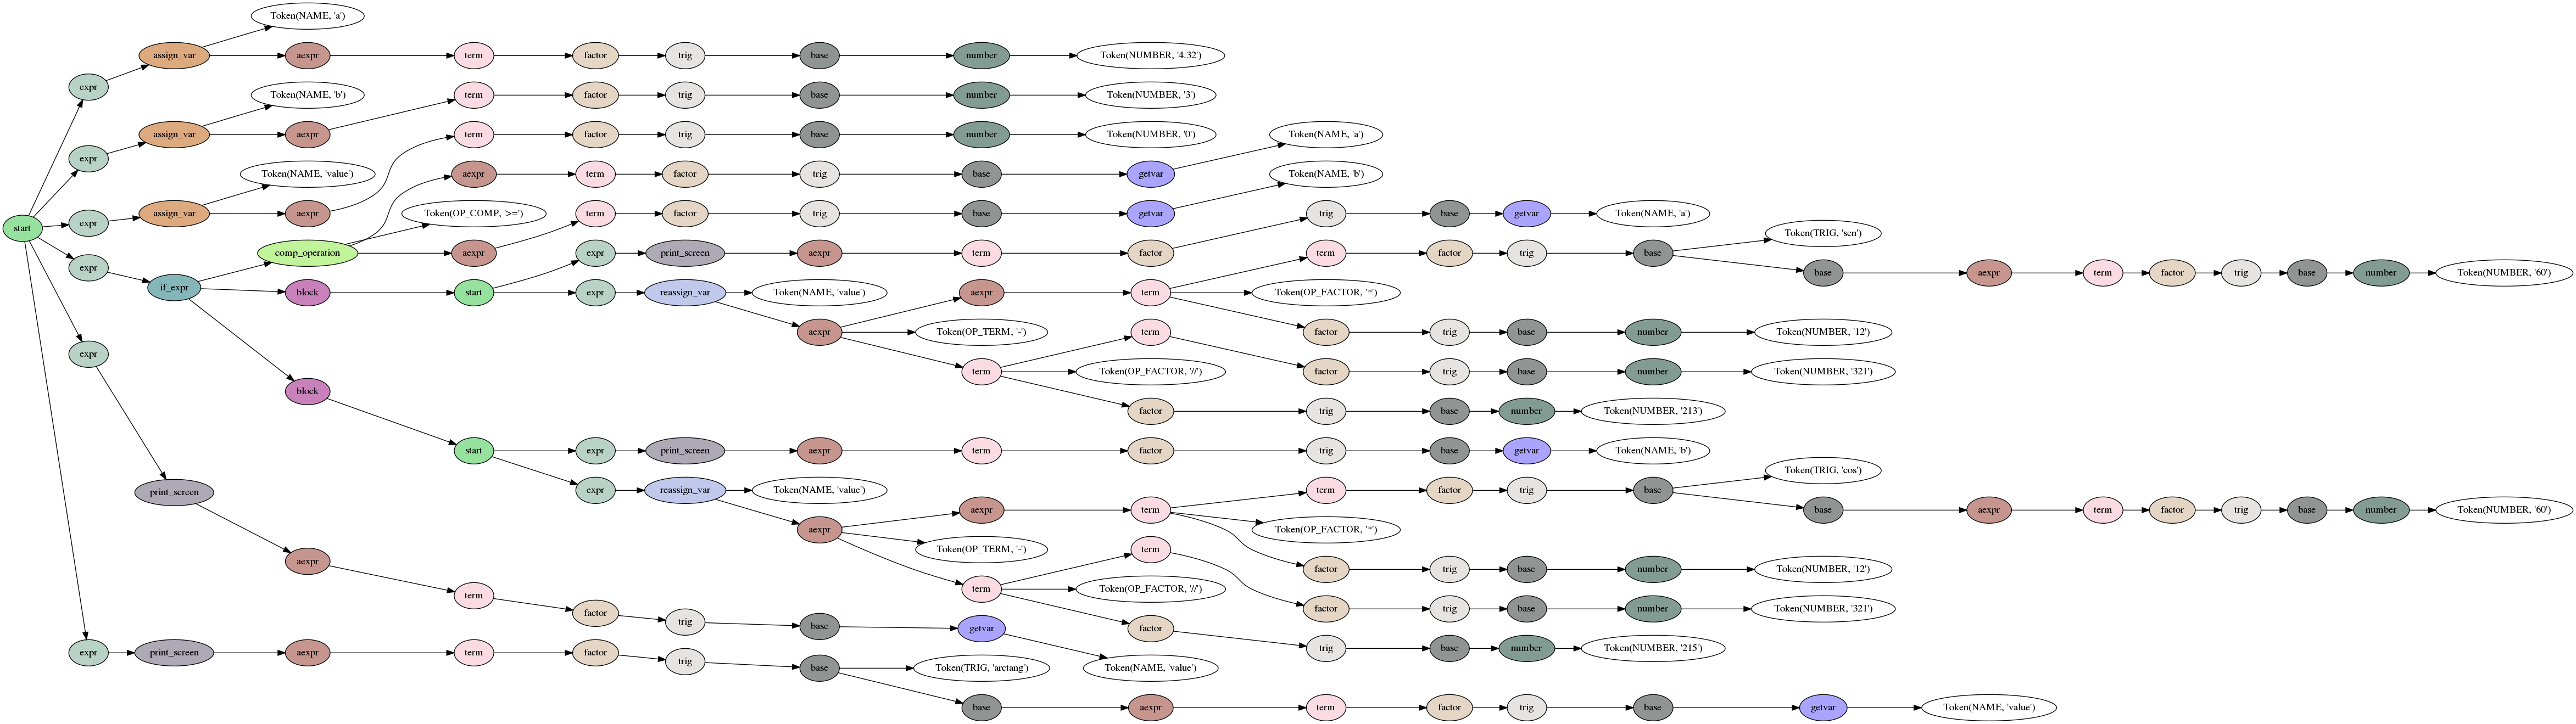 Token(NAME, 'a')
assign_var aexpr term factor trig base number Token(NUMBER, '4.32')
expr
Token(NAME, 'b') term factor trig base number Token(NUMBER, '3')
assign_var aexpr term factor trig base number Token(NUMBER, '0') Token(NAME, 'a')
expr
Token(NAME, 'value') aexpr term factor trig base getvar Token(NAME, 'b')
assign_var aexpr Token(OP_COMP, '>=') term factor trig base getvar trig base getvar Token(NAME, 'a')
expr
start
Token(TRIG, 'sen')
comp_operation aexpr expr print_screen aexpr term factor term factor trig base
expr
base aexpr term factor trig base number Token(NUMBER, '60')
if_expr block start expr reassign_var Token(NAME, 'value') aexpr term Token(OP_FACTOR, '*')
aexpr Token(OP_TERM, '-') term factor trig base number Token(NUMBER, '12')
expr
term Token(OP_FACTOR, '//') factor trig base number Token(NUMBER, '321')
block
factor trig base number Token(NUMBER, '213')
start expr print_screen aexpr term factor trig base getvar Token(NAME, 'b')
Token(TRIG, 'cos')
print_screen expr reassign_var Token(NAME, 'value') term factor trig base
aexpr term base aexpr term factor trig base number Token(NUMBER, '60')
aexpr Token(OP_FACTOR, '*')
Token(OP_TERM, '-') term
aexpr
factor trig base number Token(NUMBER, '12')
term Token(OP_FACTOR, '//')
term
factor factor trig base number Token(NUMBER, '321')
trig base getvar factor
expr print_screen aexpr term factor trig base number Token(NUMBER, '215')
trig base Token(TRIG, 'arctang') Token(NAME, 'value')
base aexpr term factor trig base getvar Token(NAME, 'value')